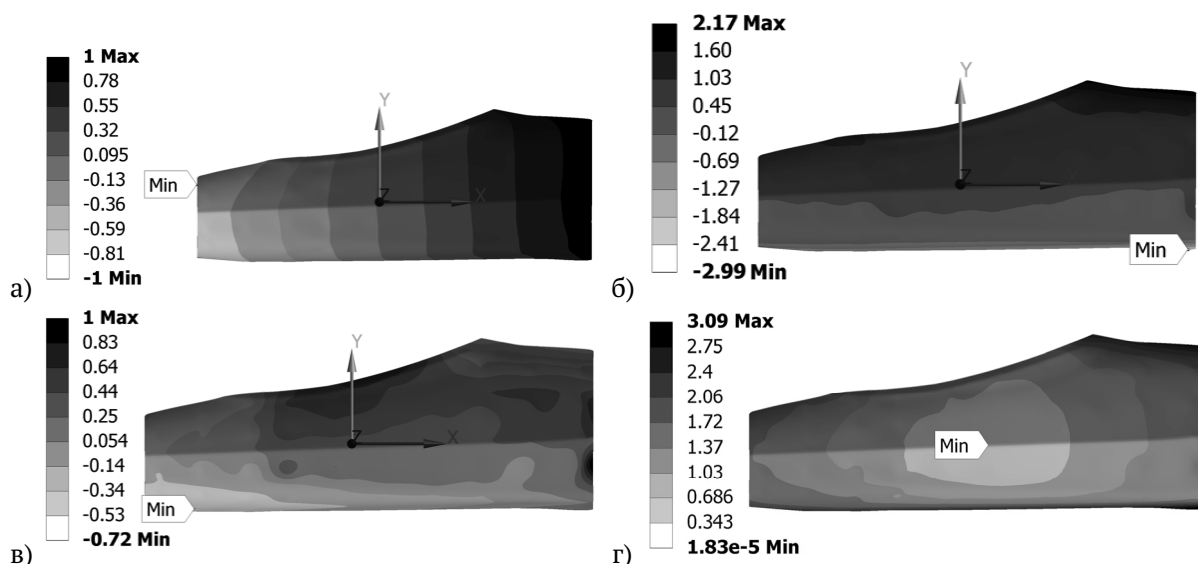 1 Max
0.78
0.55
0.32
0.095
-0.13
-0.36
-0.59
-0.81
-1 Min
Min
Y
Z
X
а)
2.17 Max
1.60
1.03
0.45
-0.12
-0.69
-1.27
-1.84
-2.41
-2.99 Min
Y
Z
Min
б)
1 Max
0.83
0.64
0.44
0.25
0.054
-0.14
-0.34
-0.53
-0.72 Min
Y
Z
X
Min
в)
3.09 Max
2.75
2.4
2.06
1.72
1.37
1.03
0.686
0.343
1.83e-5 Min
Min
г)